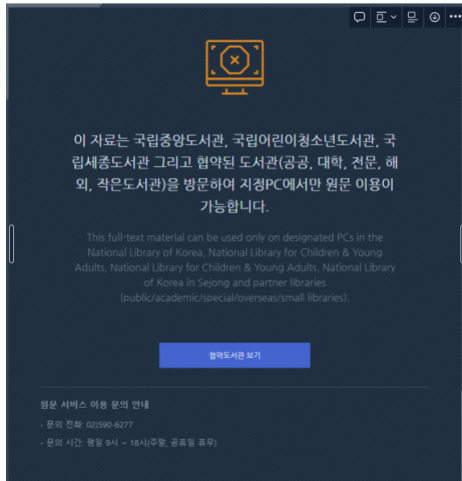 이 자료는 국립중앙도서관, 국립어린이청소년도서관, 국
립세종도서관 그리고 협약된 도서관(공공, 대학, 전문, 해
외, 작은도서관)을 방문하여 지정PC에서만 원문 이용이
가능합니다.
This full-text material can be used only on designated PCs in the
National Library of Korea, National Library for Children & Young
Adults, National Library for Children & Young Adults, National Library
of Korea in Sejong and partner libraries
(public/academic/special/overseas/small libraries).
협약도서관 보기
원문 서비스 이용 문의 안내
- 문의 전화: 02)590-6277
- 문의 시간: 평일 9시 ~ 18시(주말, 공휴일 휴무)